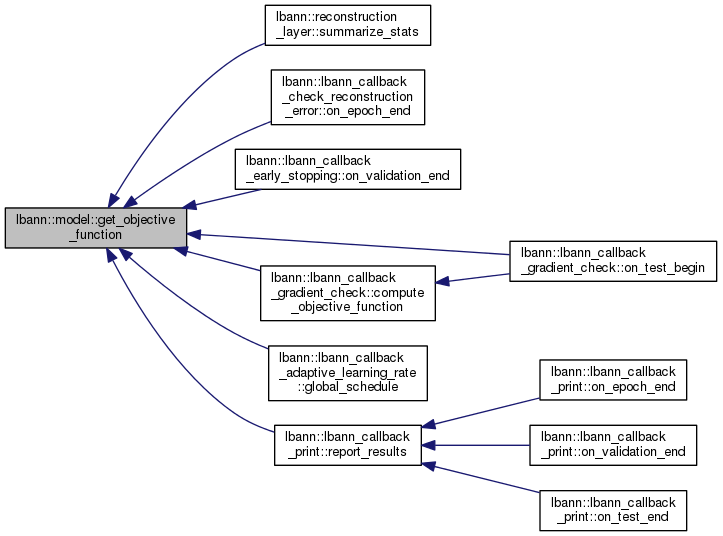 lbann::reconstruction
_layer::summarize_stats
lbann::lbann_callback
_check_reconstruction
_error::on_epoch_end
lbann::lbann_callback
_early_stopping::on_validation_end
lbann::model::get_objective
_function
lbann::lbann_callback
_gradient_check::on_test_begin
lbann::lbann_callback
_gradient_check::compute
_objective_function
lbann::lbann_callback
_adaptive_learning_rate
::global_schedule
lbann::lbann_callback
_print::on_epoch_end
lbann::lbann_callback
_print::report_results
lbann::lbann_callback
_print::on_validation_end
lbann::lbann_callback
_print::on_test_end